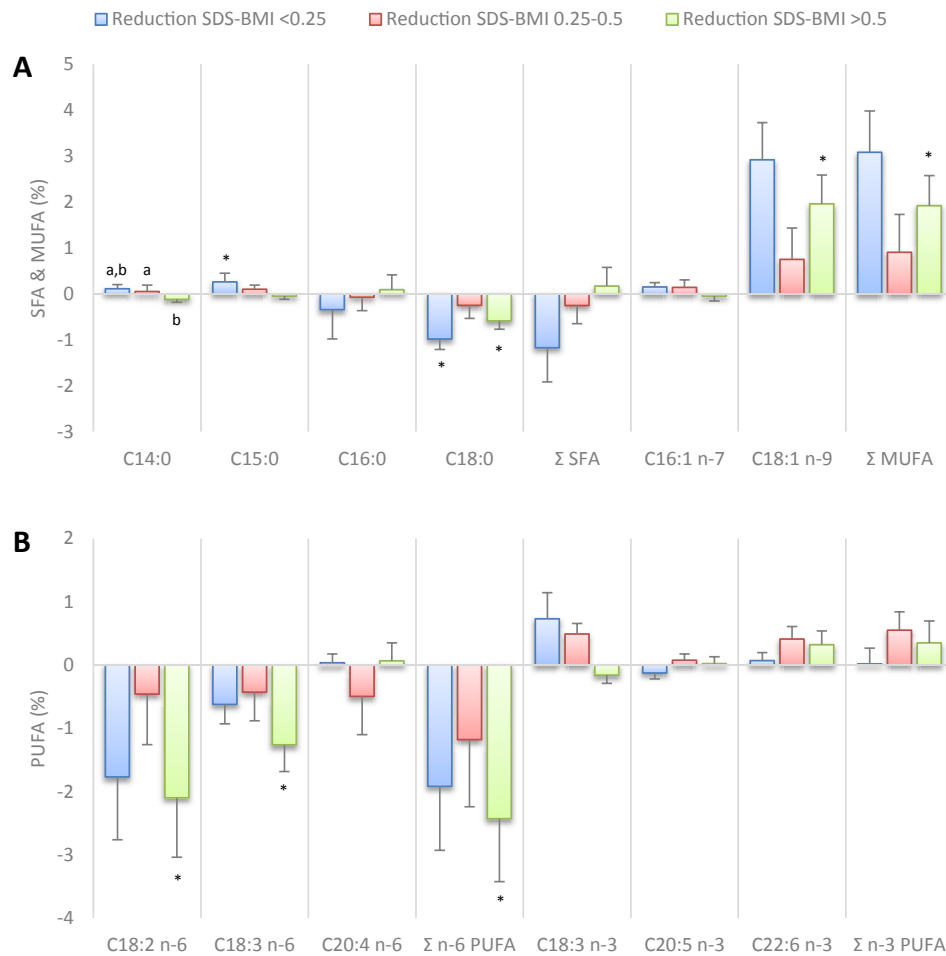 Reduction SDS-BMI <0.25 Reduction SDS-BMI 0.25-0.5 Reduction SDS-BMI >0.5
A
SFA & MUFA (%)
5
4
3
2
1
0
-1
-2
-3
a,b a b
*
* *
*
*
C14:0 C15:0 C16:0 C18:0 Σ SFA C16:1 n-7 C18:1 n-9 Σ MUFA
B
PUFA (%)
2
1
0
-1
-2
-3
-4
*
*
*
C18:2 n-6 C18:3 n-6 C20:4 n-6 Σ n-6 PUFA C18:3 n-3 C20:5 n-3 C22:6 n-3 Σ n-3 PUFA